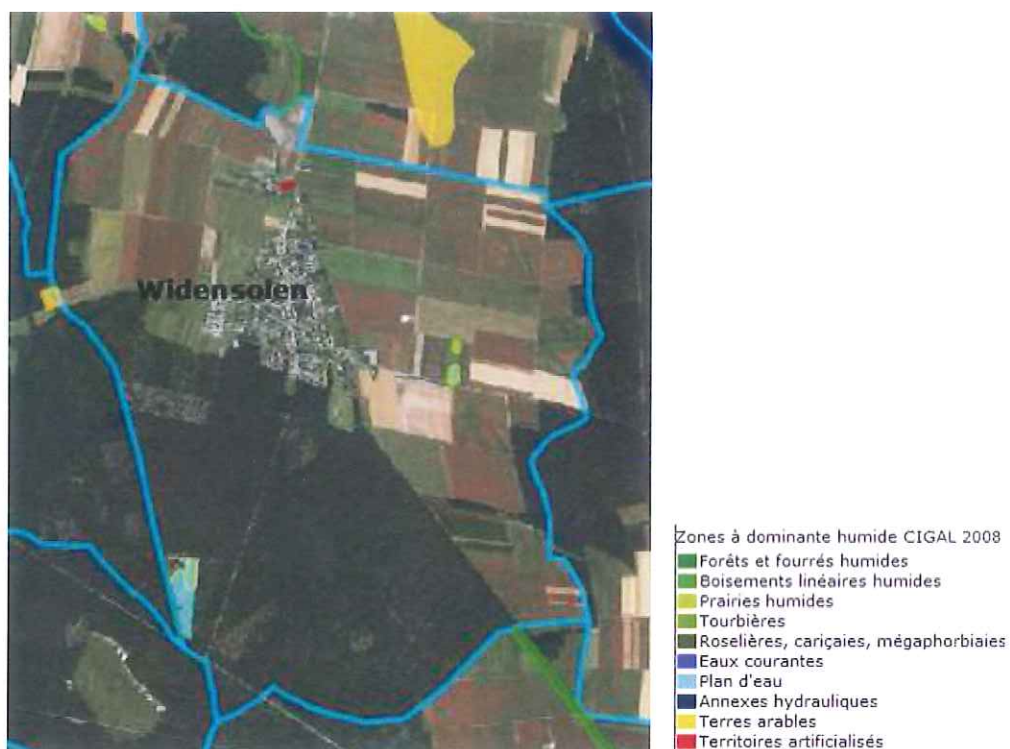 Widensolen
Zones à dominante humide CIGAL 2008
Forêts et fourrés humides
Boisements linéaires humides
Prairies humides
Tourbières
Roselières, cariçaies, mégaphorbiaies
Eaux courantes
Plan d'eau
Annexes hydrauliques
Terres arables
Territoires artificialisés